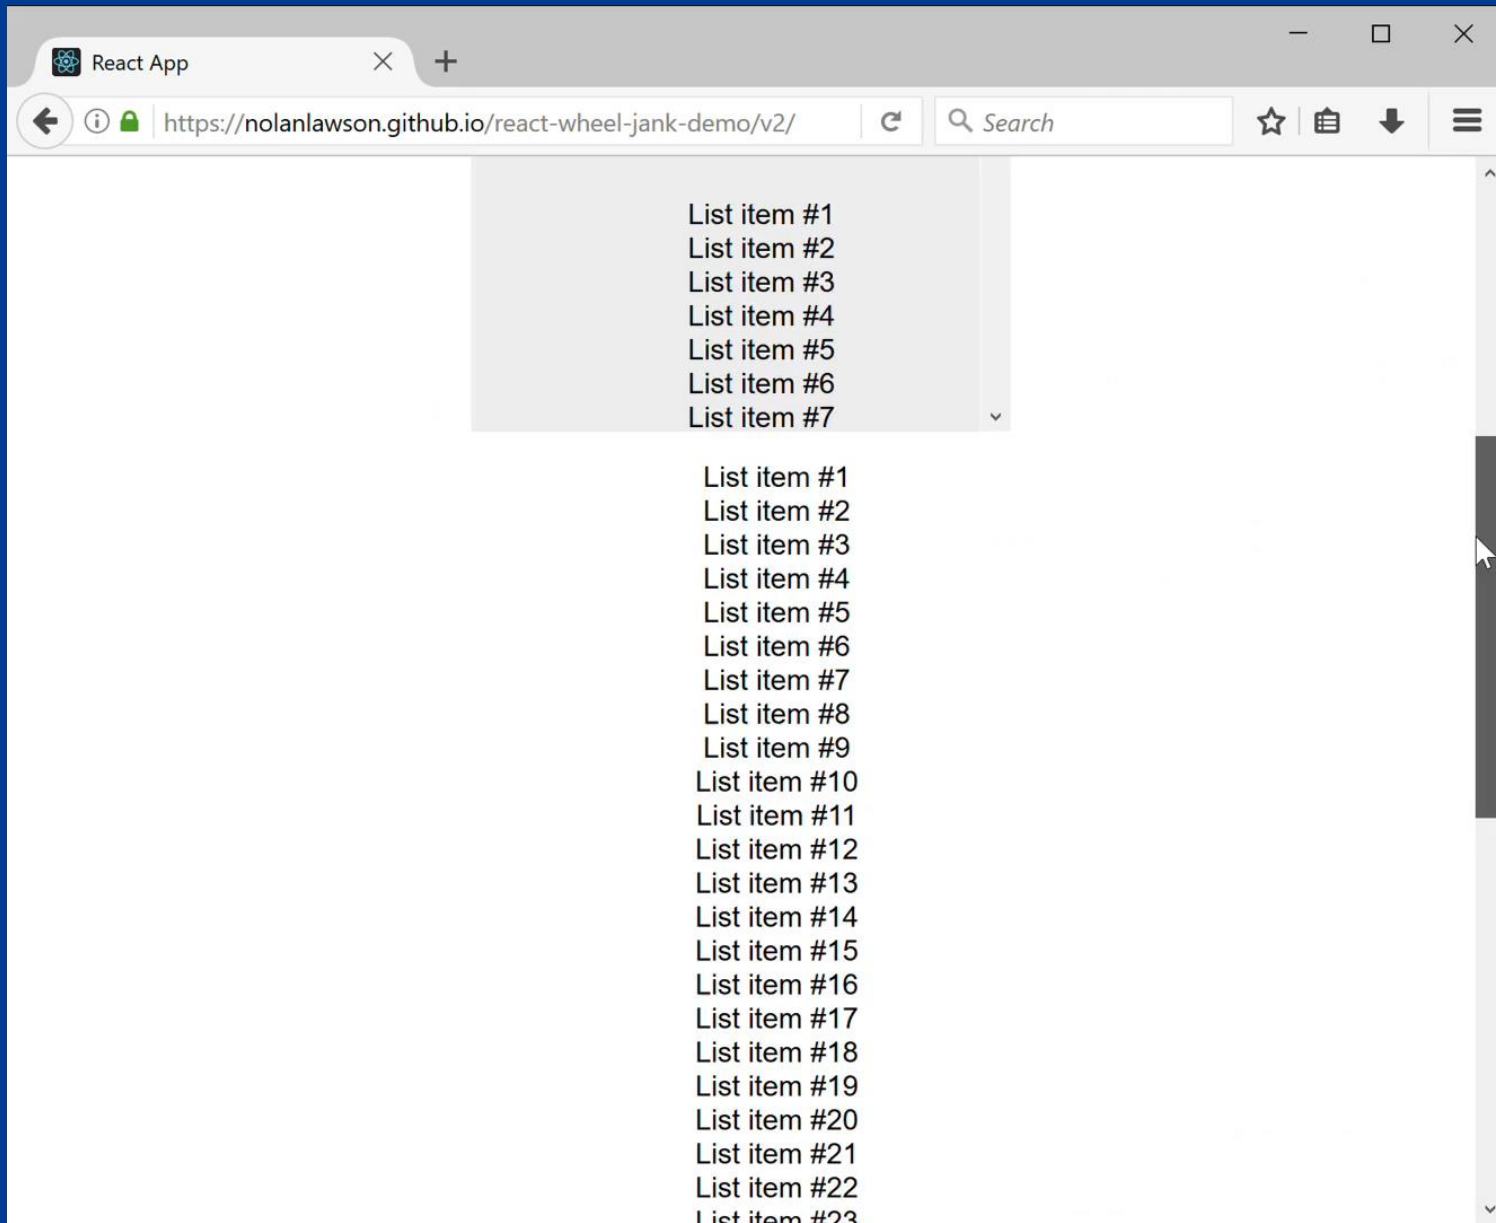 React App
https://nolanlawson.github.io/react-wheel-jank-demo/v2/
Search
List item #1
List item #2
List item #3
List item #4
List item #5
List item #6
List item #7
List item #1
List item #2
List item #3
List item #4
List item #5
List item #6
List item #7
List item #8
List item #9
List item #10
List item #11
List item #12
List item #13
List item #14
List item #15
List item #16
List item #17
List item #18
List item #19
List item #20
List item #21
List item #22
List item #23